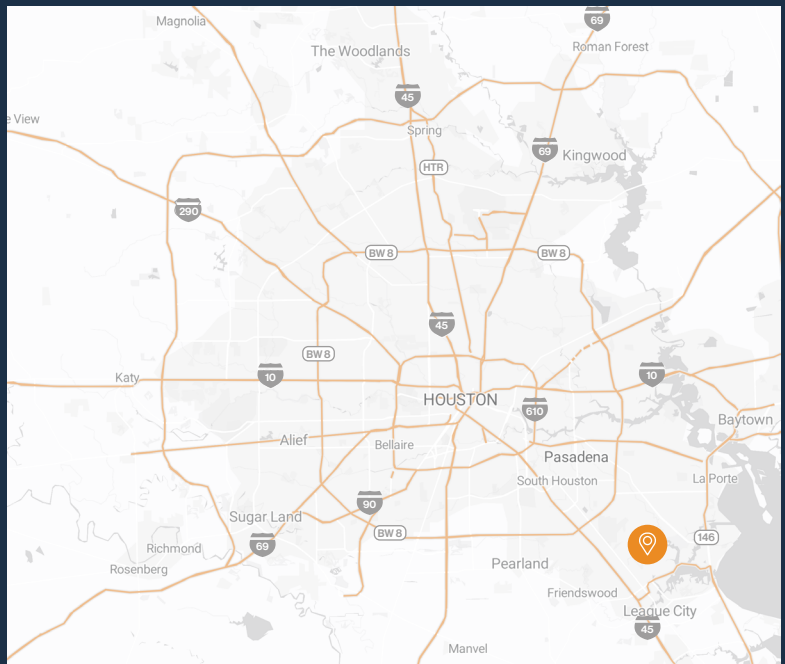 69
Magnolia
Roman Forest
The Woodlands
45
e View
Spring
69
Kingwood
HTR
290
BW 8
BW 8
45
BW 8
10
10
Katy
HOUSTON
610
Baytown
Alief
Bellaire
Pasadena
La Porte
South Houston
90
Sugar Land
BW 8
146
69
Richmond
Pearland
Rosenberg
Friendswood
League City
45
Manvel